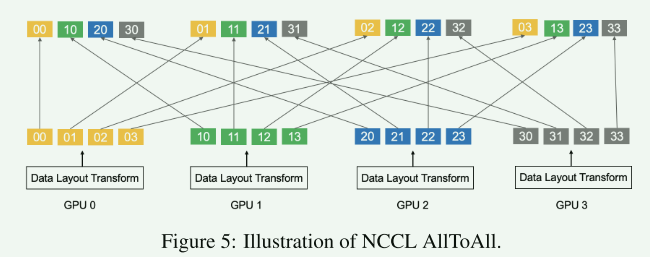 00 10 20 30 01 11 21 31 02 12 22 32 03 13 23 33
00 01 02 03 10 11 12 13 20 21 22 23 30 31 32 33
Data Layout Transform Data Layout Transform Data Layout Transform Data Layout Transform
GPU 0 GPU 1 GPU 2 GPU 3
Figure 5: Illustration of NCCL AllToAll.